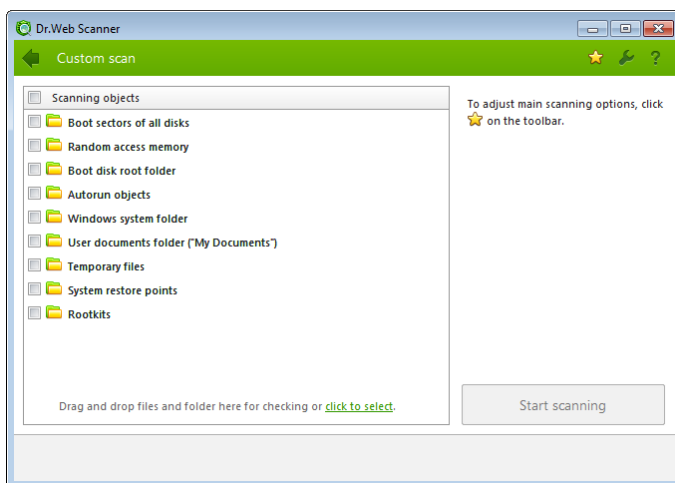 Dr.Web Scanner
Custom scan
?
Scanning objects
Boot sectors of all disks
Random access memory
Boot disk root folder
Autorun objects
Windows system folder
User documents folder ("My Documents")
Temporary files
System restore points
Rootkits
Drag and drop files and folder here for checking or click to select.
To adjust main scanning options, click
on the toolbar.
Start scanning